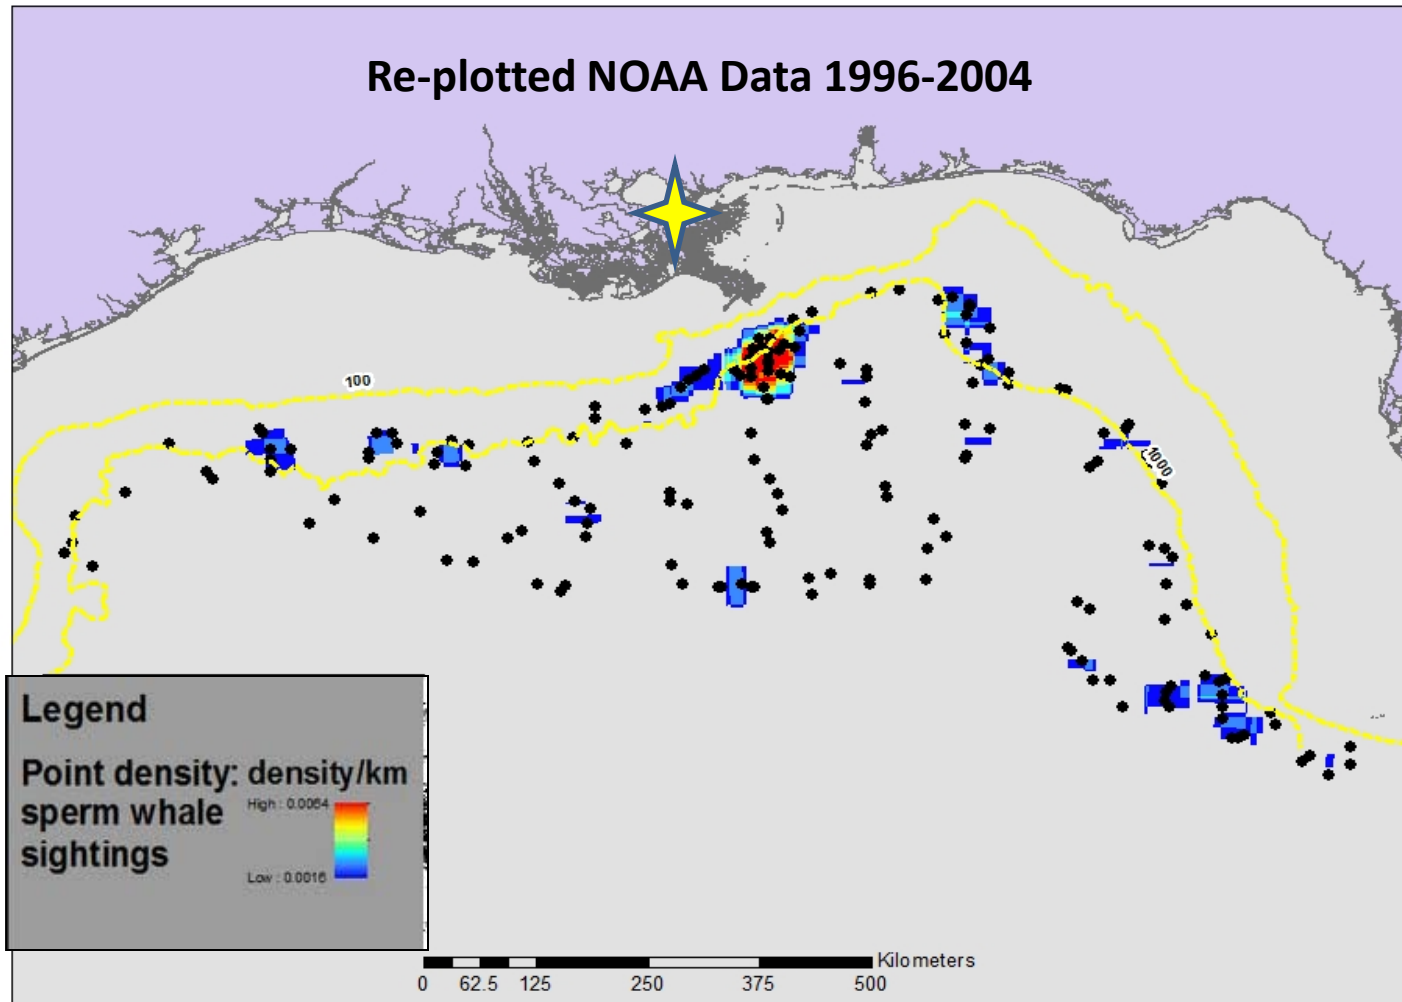 Re-plotted NOAA Data 1996-2004
100
1000
Legend
Point density: density/km
sperm whale
sightings
High : 0.0064
Low : 0.0016
Kilometers
0 62.5 125 250 375 500